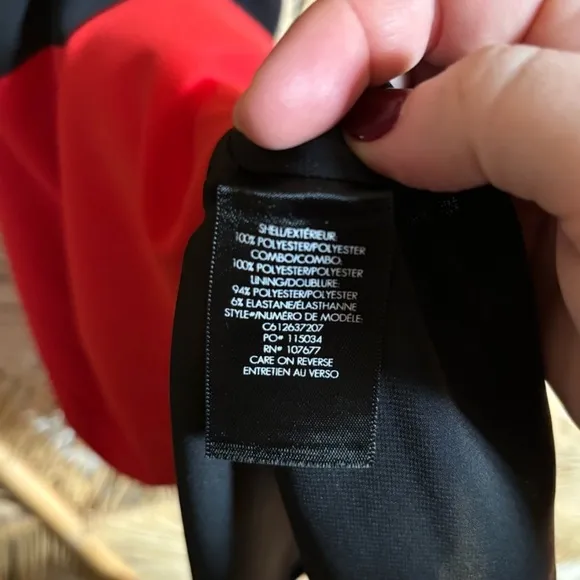 SHELL/EXTÉRIEUR:
100% POLYESTER/POLYESTER
COMBO/COMBO:
100% POLYESTER/POLYESTER
LINING/DOUBLURE:
94% POLYESTER/POLYESTER
6% ELASTANE/ÉLASTHANNE
STYLE#/NUMÉRO DE MODÈLE:
C612637207
PO# 115034
RN# 107677
CARE ON REVERSE
ENTRETIEN AU VERSO